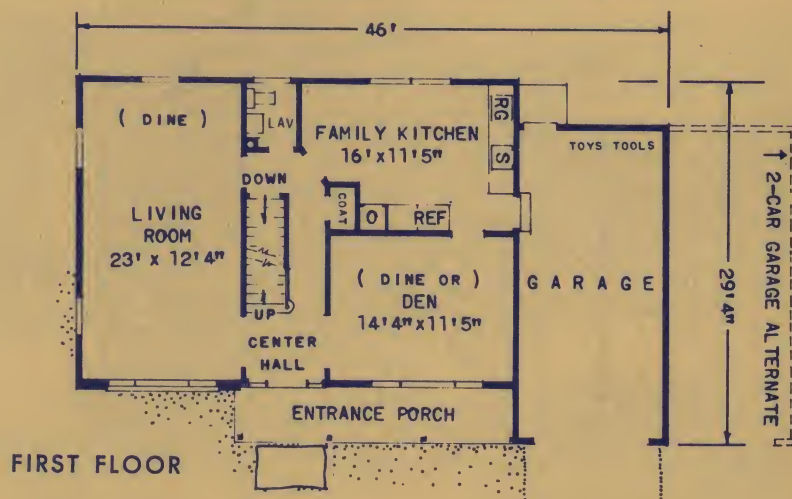 46'
( DINE )
LAV
FAMILY KITCHEN
16'x11'5"
RG
S
TOYS TOOLS
DOWN
COAT
O
REF
LIVING
ROOM
23' x 12'4"
( DINE OR )
DEN
14'4"x11'5"
GARAGE
29'4"
2-CAR GARAGE ALTERNATE
UP
CENTER
HALL
ENTRANCE PORCH
FIRST FLOOR